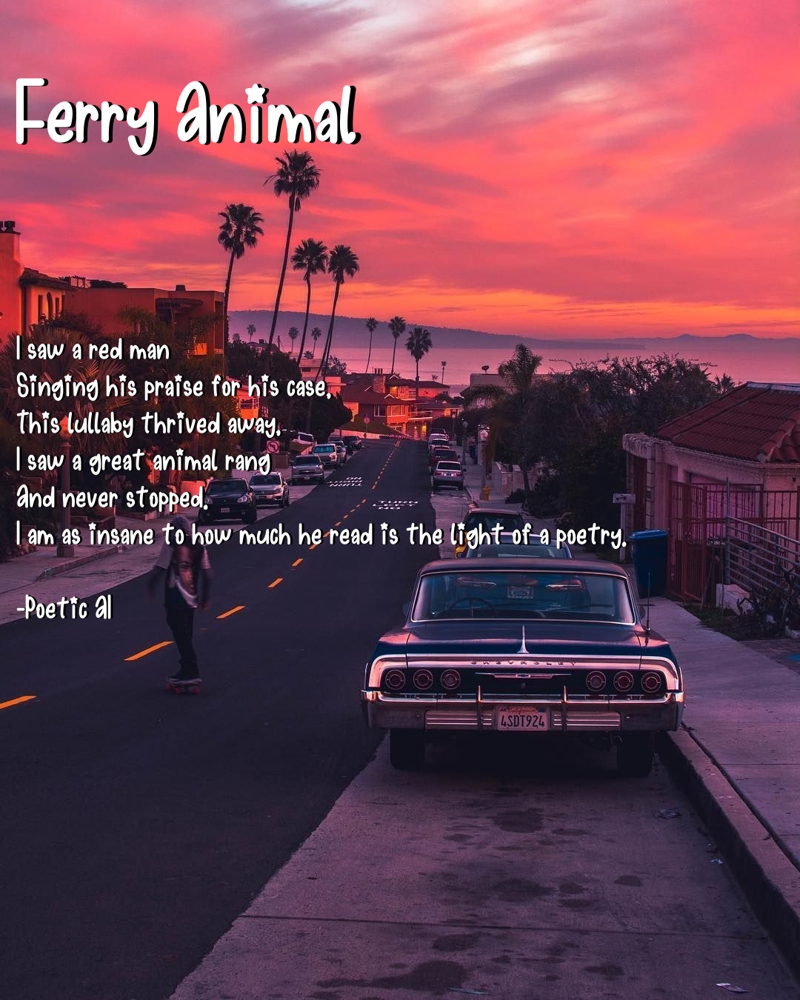 Ferry Animal
I saw a red man
Singing his praise for his case.
This lullaby thrived away.
I saw a great animal rang
And never stopped.
I am as insane to how much he read is the light of a poetry.
-Poetic Al
CHEVROLET
4SDT924